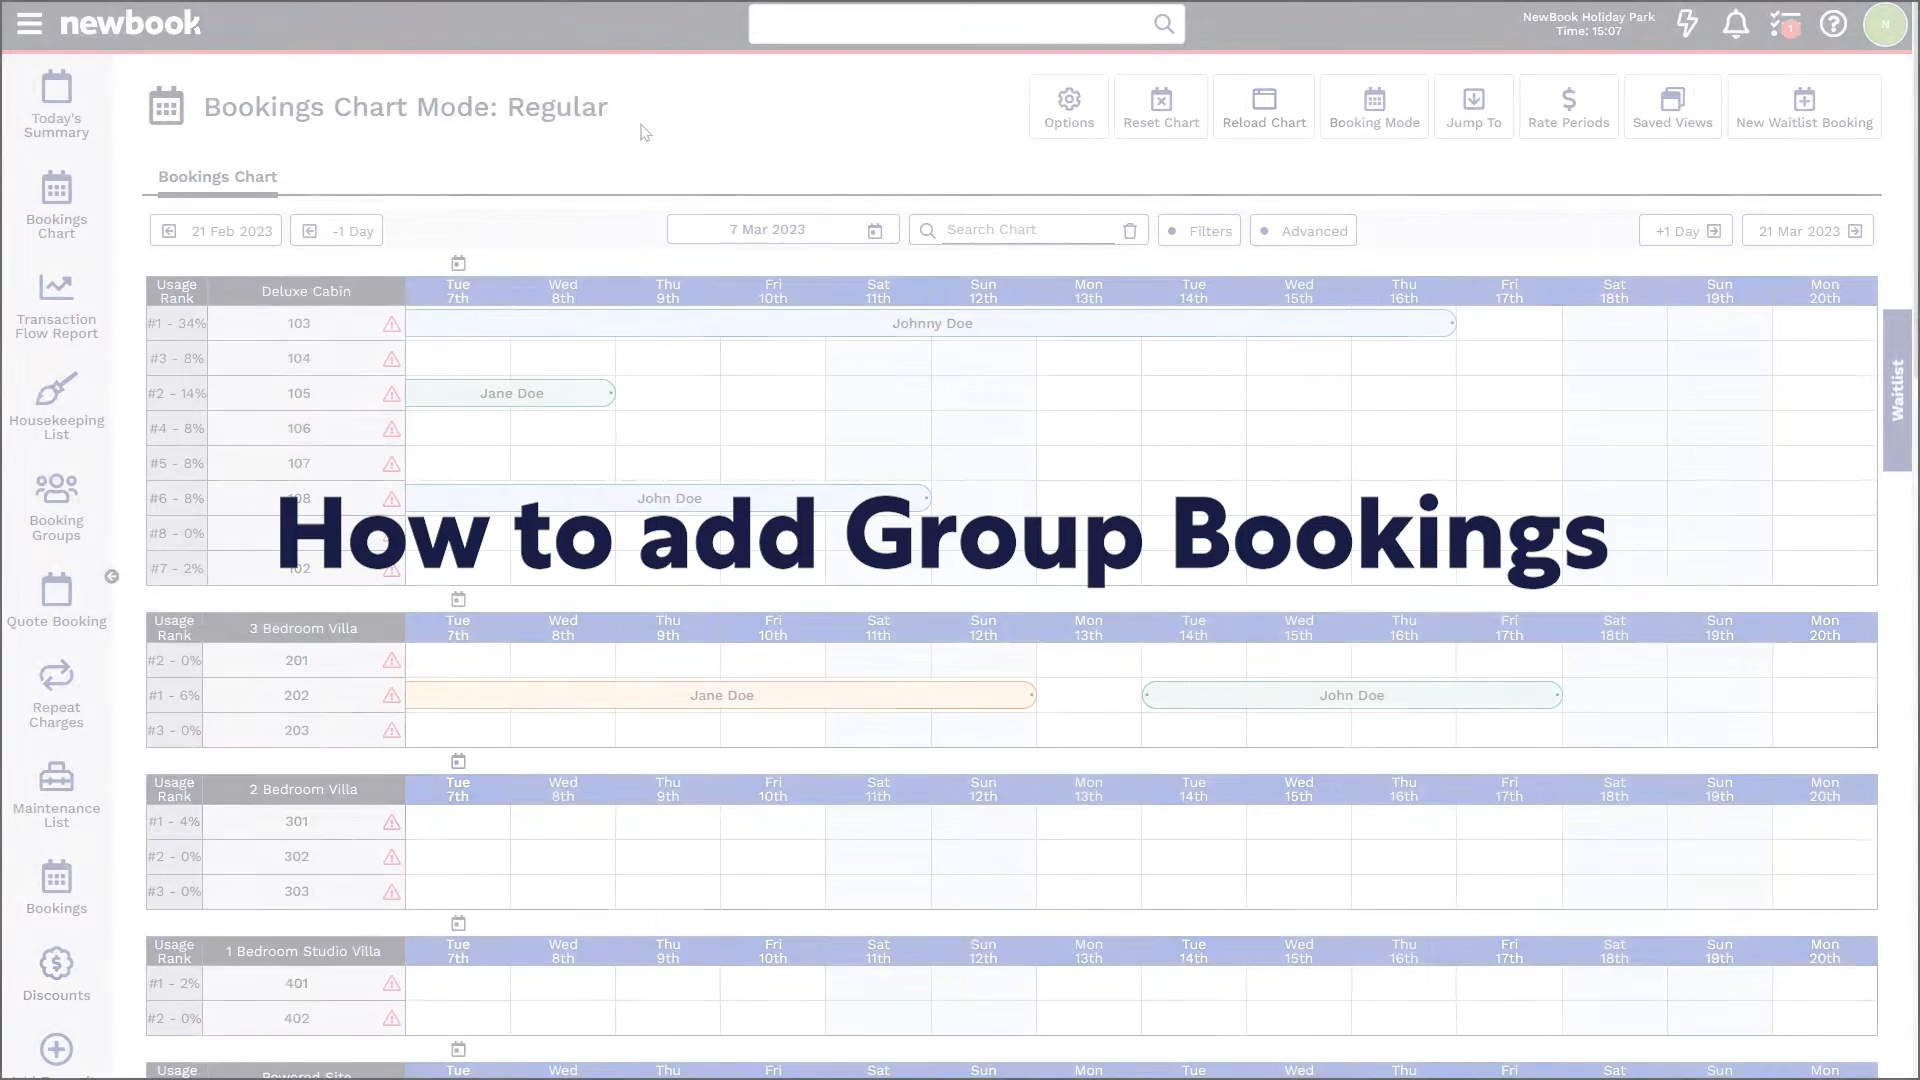 newbook
NewBook Holiday Park
Time: 15:07
1
N
Bookings Chart Mode: Regular
Options
Reset Chart
Reload Chart
Booking Mode
Jump To
Rate Periods
Saved Views
New Waitlist Booking
Today's
Summary
Bookings
Chart
Transaction
Flow Report
Housekeeping
List
Booking
Groups
Quote Booking
Repeat
Charges
Maintenance
List
Bookings
Discounts
Bookings Chart
21 Feb 2023
-1 Day
7 Mar 2023
Search Chart
Filters
Advanced
+1 Day
21 Mar 2023
Waitlist
Usage Rank Deluxe Cabin Tue 7th Wed 8th Thu 9th Fri 10th Sat 11th Sun 12th Mon 13th Tue 14th Wed 15th Thu 16th Fri 17th Sat 18th Sun 19th Mon 20th
#1 - 34% 103 Johnny Doe
#3 - 8% 104
#2 - 14% 105 Jane Doe
#4 - 8% 106
#5 - 8% 107
#6 - 8% 108 John Doe
How to add Group Bookings
#8 - 0%
#7 - 2% 102
Usage Rank 3 Bedroom Villa Tue 7th Wed 8th Thu 9th Fri 10th Sat 11th Sun 12th Mon 13th Tue 14th Wed 15th Thu 16th Fri 17th Sat 18th Sun 19th Mon 20th
#2 - 0% 201
#1 - 6% 202 Jane Doe John Doe
#3 - 0% 203
Usage Rank 2 Bedroom Villa Tue 7th Wed 8th Thu 9th Fri 10th Sat 11th Sun 12th Mon 13th Tue 14th Wed 15th Thu 16th Fri 17th Sat 18th Sun 19th Mon 20th
#1 - 4% 301
#2 - 0% 302
#3 - 0% 303
Usage Rank 1 Bedroom Studio Villa Tue 7th Wed 8th Thu 9th Fri 10th Sat 11th Sun 12th Mon 13th Tue 14th Wed 15th Thu 16th Fri 17th Sat 18th Sun 19th Mon 20th
#1 - 2% 401
#2 - 0% 402
Usage Powered Site Tue Wed Thu Fri Sat Sun Mon Tue Wed Thu Fri Sat Sun Mon